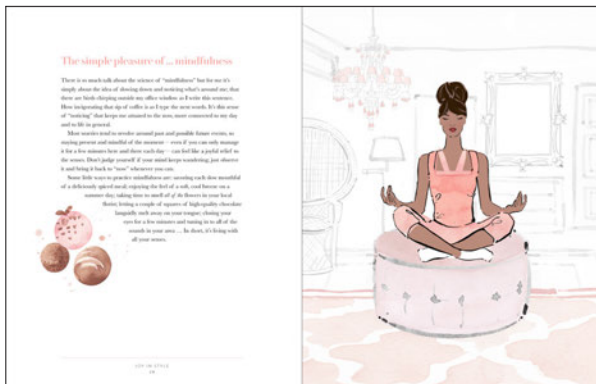 The simple pleasure of ... mindfulness
There is so much talk about the science of "mindfulness" but for me it's
simply about the idea of slowing down and noticing what's around me; that
there are birds chirping outside my office window as I write this sentence.
How invigorating that sip of coffee is as I type the next words. It's this sense
of "noticing" that keeps me attuned to the now, more connected to my day
and to life in general.
Most worries tend to revolve around past and possible future events, so
staying present and mindful of the moment — even if you can only manage
it for a few minutes here and there each day — can feel like a joyful relief to
the senses. Don't judge yourself if your mind keeps wandering; just observe
it and bring it back to "now" whenever you can.
Some little ways to practice mindfulness are: savoring each slow mouthful
of a deliciously spiced meal; enjoying the feel of a soft, cool breeze on a
summer day; taking time to smell all of the flowers in your local
florist; letting a couple of squares of high-quality chocolate
languidly melt away on your tongue; closing your
eyes for a few minutes and tuning in to all of the
sounds in your area ... In short, it's living with
all your senses.
LIFE IN STYLE